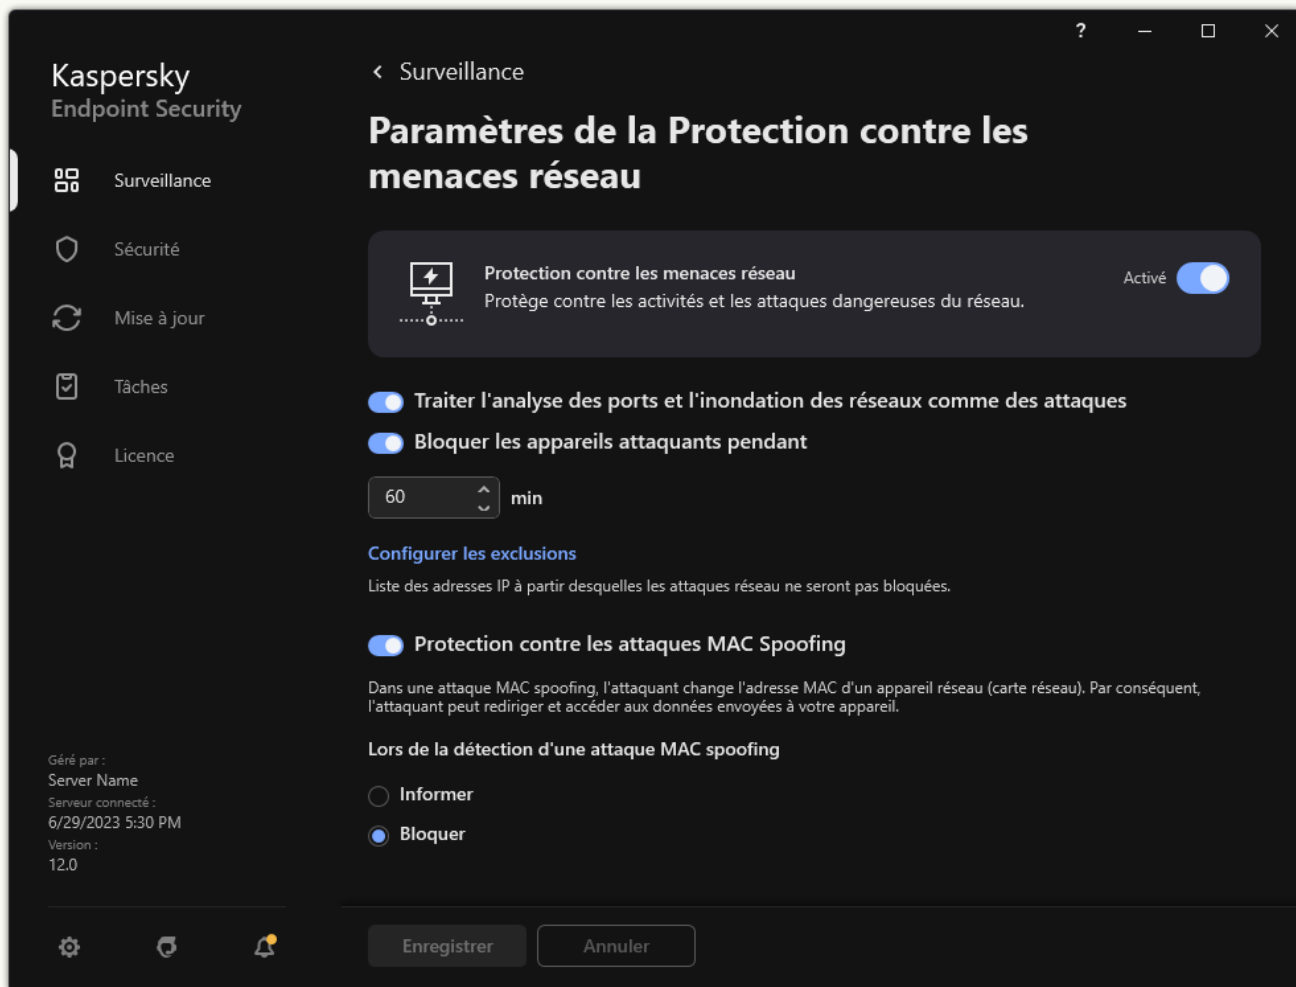 ?
Kaspersky
Endpoint Security
Surveillance
Sécurité
Mise à jour
Tâches
Licence
Géré par :
Server Name
Serveur connecté :
6/29/2023 5:30 PM
Version :
12.0
Surveillance
Paramètres de la Protection contre les
menaces réseau
Protection contre les menaces réseau
Protège contre les activités et les attaques dangereuses du réseau.
Activé
Traiter l'analyse des ports et l'inondation des réseaux comme des attaques
Bloquer les appareils attaquants pendant
60 min
Configurer les exclusions
Liste des adresses IP à partir desquelles les attaques réseau ne seront pas bloquées.
Protection contre les attaques MAC Spoofing
Dans une attaque MAC spoofing, l'attaquant change l'adresse MAC d'un appareil réseau (carte réseau). Par conséquent,
l'attaquant peut rediriger et accéder aux données envoyées à votre appareil.
Lors de la détection d'une attaque MAC spoofing
Informer
Bloquer
Enregistrer
Annuler